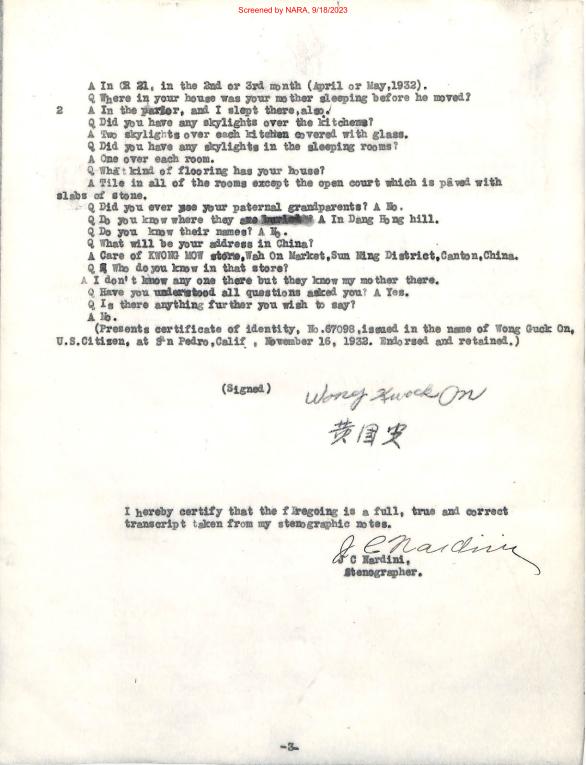 Screened by NARA, 9/18/2023
A In CR 21, in the 2nd or 3rd month (April or May,1932).
Q Where in your house was your mother sleeping before he moved?
2 A In the parlor, and I slept there,also.
Q Did you have any skylights over the kitchens?
A Two skylights over each kitchen covered with glass.
Q Did you have any skylights in the sleeping rooms?
A One over each room.
Q What kind of flooring has your house?
A Tile in all of the rooms except the open court which is paved with
slabs of stone.
Q Did you ever see your paternal grandparents? A No.
Q Do you know where they are buried? A In Dang Hong hill.
Q Do you know their names? A No.
Q What will be your address in China?
A Care of KWONG MOW store,Wah On Market,Sun Ning District,Canton,China.
Q Who do you know in that store?
A I don't know any one there but they know my mother there.
Q Have you understood all questions asked you? A Yes.
Q Is there anything further you wish to say?
A No.
(Presents certificate of identity, No.67098,issued in the name of Wong Guck On,
U.S.Citizen, at S'n Pedro,Calif , November 16, 1932. Endorsed and retained.)
(Signed) Wong Kwock On
黃國安
I hereby certify that the foregoing is a full, true and correct
transcript taken from my stenographic notes.
J C Nardini
J C Nardini,
Stenographer.
-3-